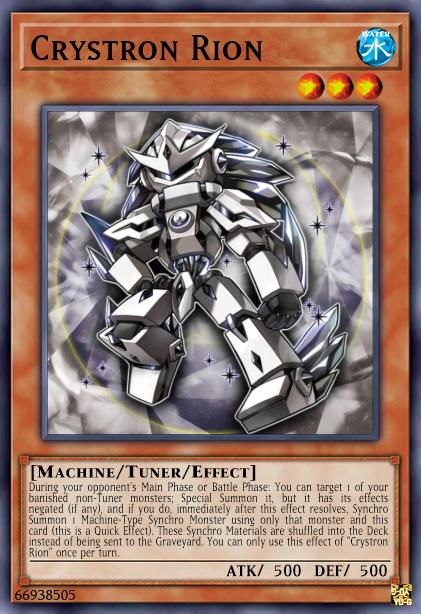 Crystron Rion
WATER
水
[Machine/Tuner/Effect]
During your opponent's Main Phase or Battle Phase: You can target 1 of your
banished non-Tuner monsters; Special Summon it, but it has its effects
negated (if any), and if you do, immediately after this effect resolves, Synchro
Summon 1 Machine-Type Synchro Monster using only that monster and this
card (this is a Quick Effect). These Synchro Materials are shuffled into the Deck
instead of being sent to the Graveyard. You can only use this effect of "Crystron
Rion" once per turn.
ATK/ 500 DEF/ 500
66938505